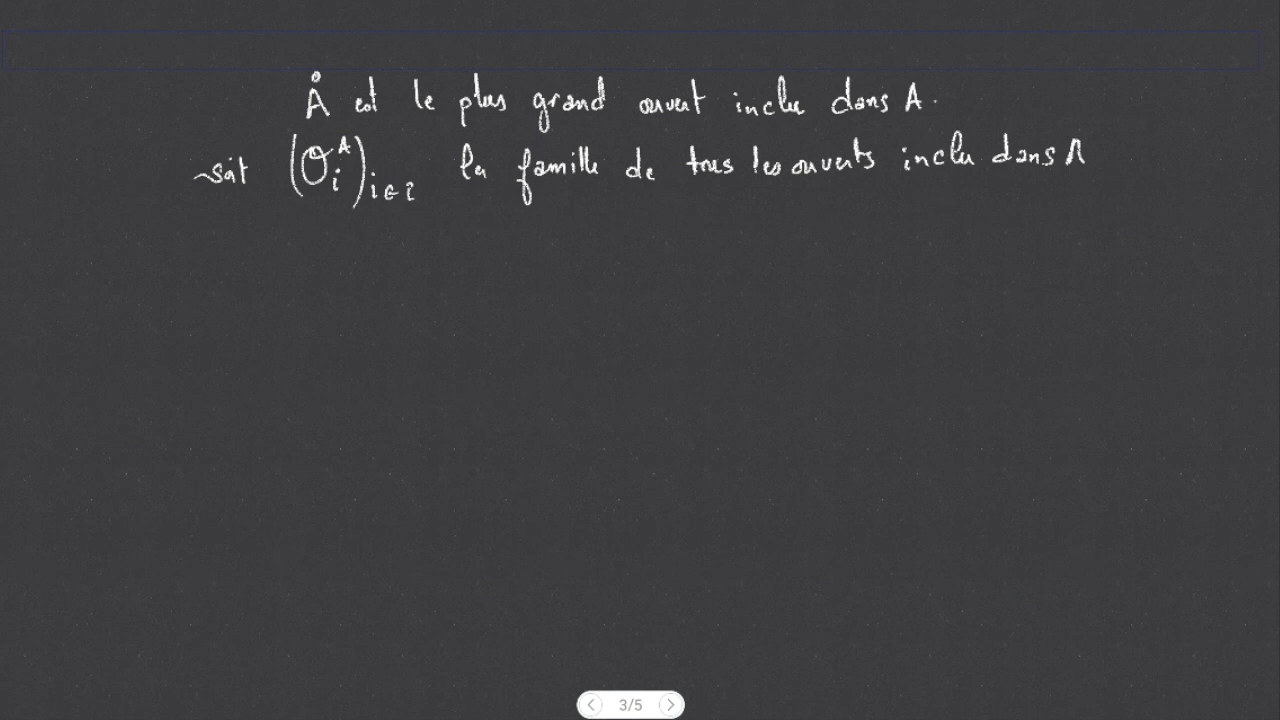 Å est le plus grand ouvert inclu dans A.
soit (O_i^A)_{i∈I} la famille de tous les ouverts inclu dans A
3/5